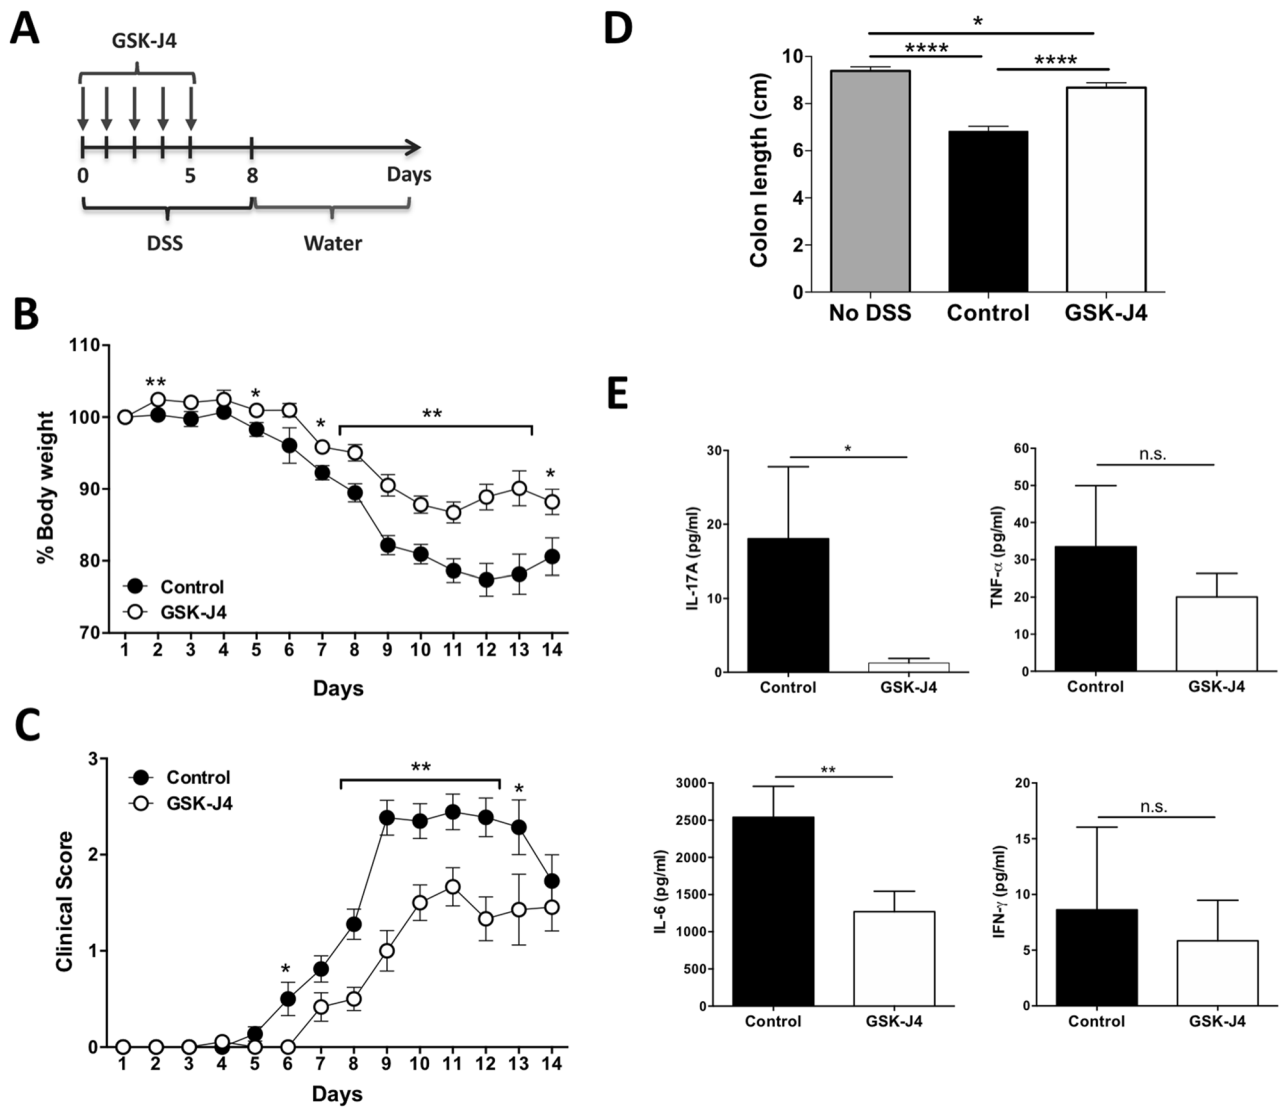 A
GSK-J4
0 5 8 Days
DSS Water
B
110
100
90
80
70
% Body weight
** * * ** *
Control
GSK-J4
1 2 3 4 5 6 7 8 9 10 11 12 13 14
Days
C
3
2
1
0
Clinical Score
Control
GSK-J4
* ** *
1 2 3 4 5 6 7 8 9 10 11 12 13 14
Days
D
*
**** ****
10
8
6
4
2
0
Colon length (cm)
No DSS Control GSK-J4
E
30
20
10
0
IL-17A (pg/ml)
*
Control GSK-J4
60
50
40
30
20
10
0
TNF-α (pg/ml)
n.s.
Control GSK-J4
3000
2500
2000
1500
1000
500
0
IL-6 (pg/ml)
**
Control GSK-J4
20
15
10
5
0
IFN-γ (pg/ml)
n.s.
Control GSK-J4